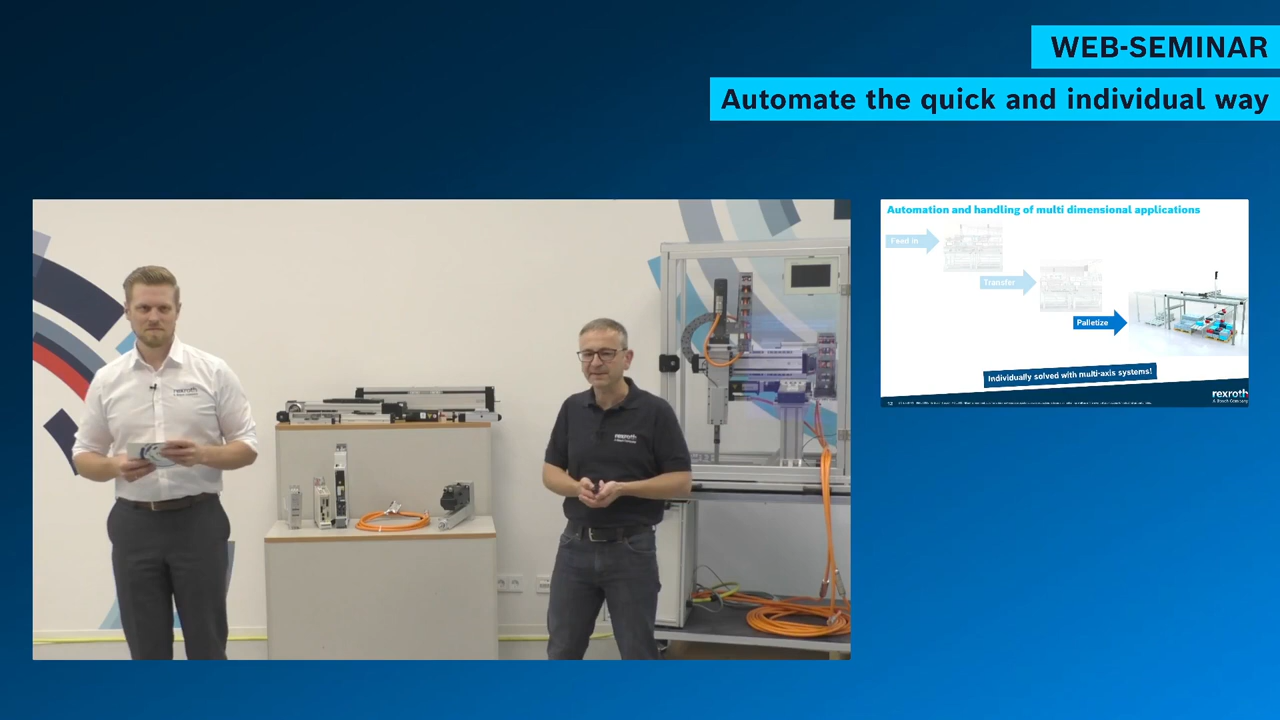 WEB-SEMINAR
Automate the quick and individual way
Automation and handling of multi dimensional applications
Feed in
Transfer
Palletize
Individually solved with multi-axis systems!
rexroth
A Bosch Company
rexroth
rexroth